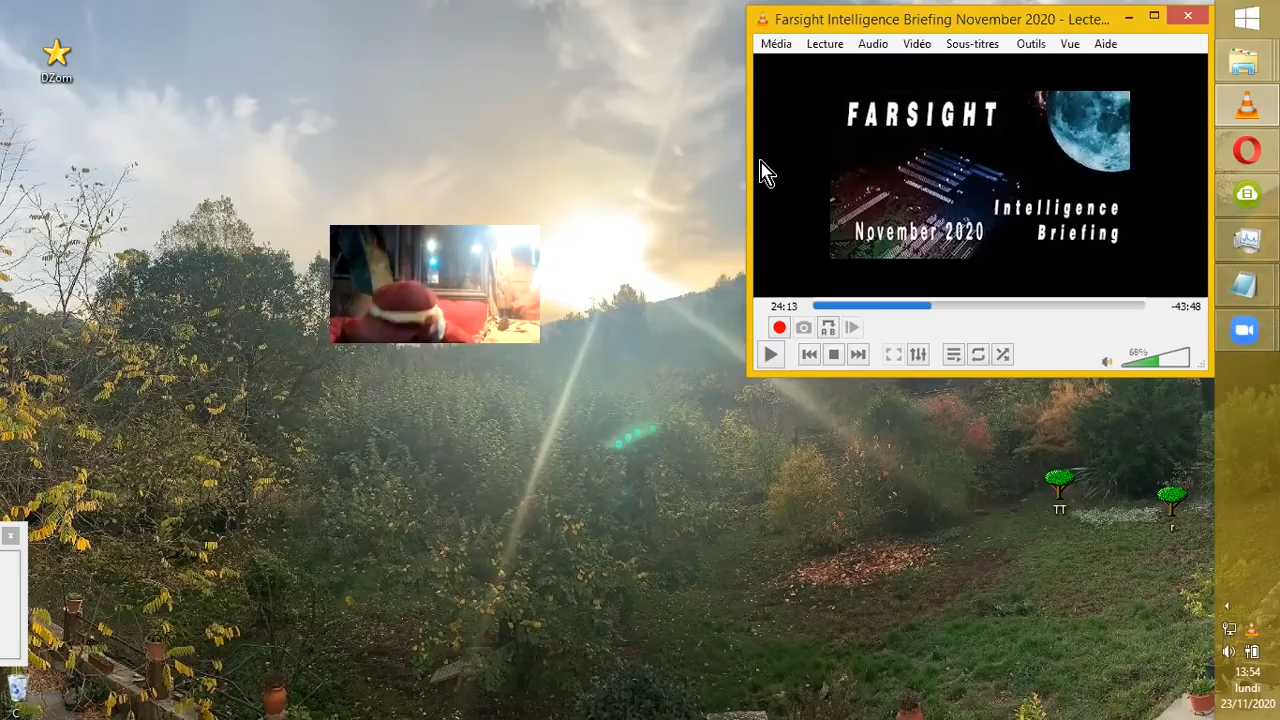 DZom
Farsight Intelligence Briefing November 2020 - Lecte...
Média Lecture Audio Vidéo Sous-titres Outils Vue Aide
FARSIGHT
Intelligence
Briefing
November 2020
24:13
-43:48
A B
68%
TT
r
x
C
13:54
lundi
23/11/2020